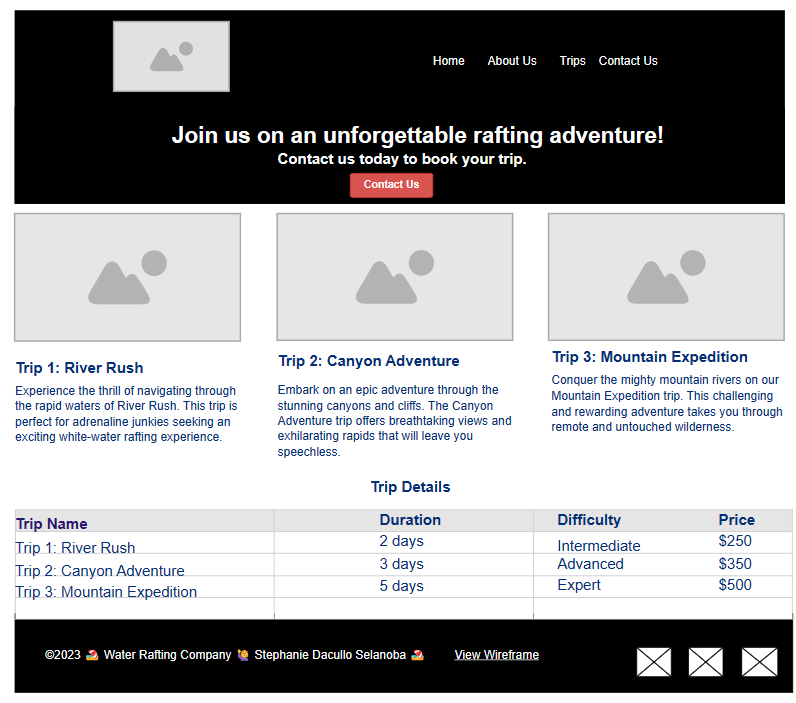 Home About Us Trips Contact Us
Join us on an unforgettable rafting adventure!
Contact us today to book your trip.
Contact Us
Trip 1: River Rush
Experience the thrill of navigating through
the rapid waters of River Rush. This trip is
perfect for adrenaline junkies seeking an
exciting white-water rafting experience.
Trip 2: Canyon Adventure
Embark on an epic adventure through the
stunning canyons and cliffs. The Canyon
Adventure trip offers breathtaking views and
exhilarating rapids that will leave you
speechless.
Trip 3: Mountain Expedition
Conquer the mighty mountain rivers on our
Mountain Expedition trip. This challenging
and rewarding adventure takes you through
remote and untouched wilderness.
Trip Details
Trip Name Duration Difficulty Price
Trip 1: River Rush 2 days Intermediate $250
Trip 2: Canyon Adventure 3 days Advanced $350
Trip 3: Mountain Expedition 5 days Expert $500
©2023 🏖️ Water Rafting Company 🙋 Stephanie Dacullo Selanoba 🏖️ View Wireframe